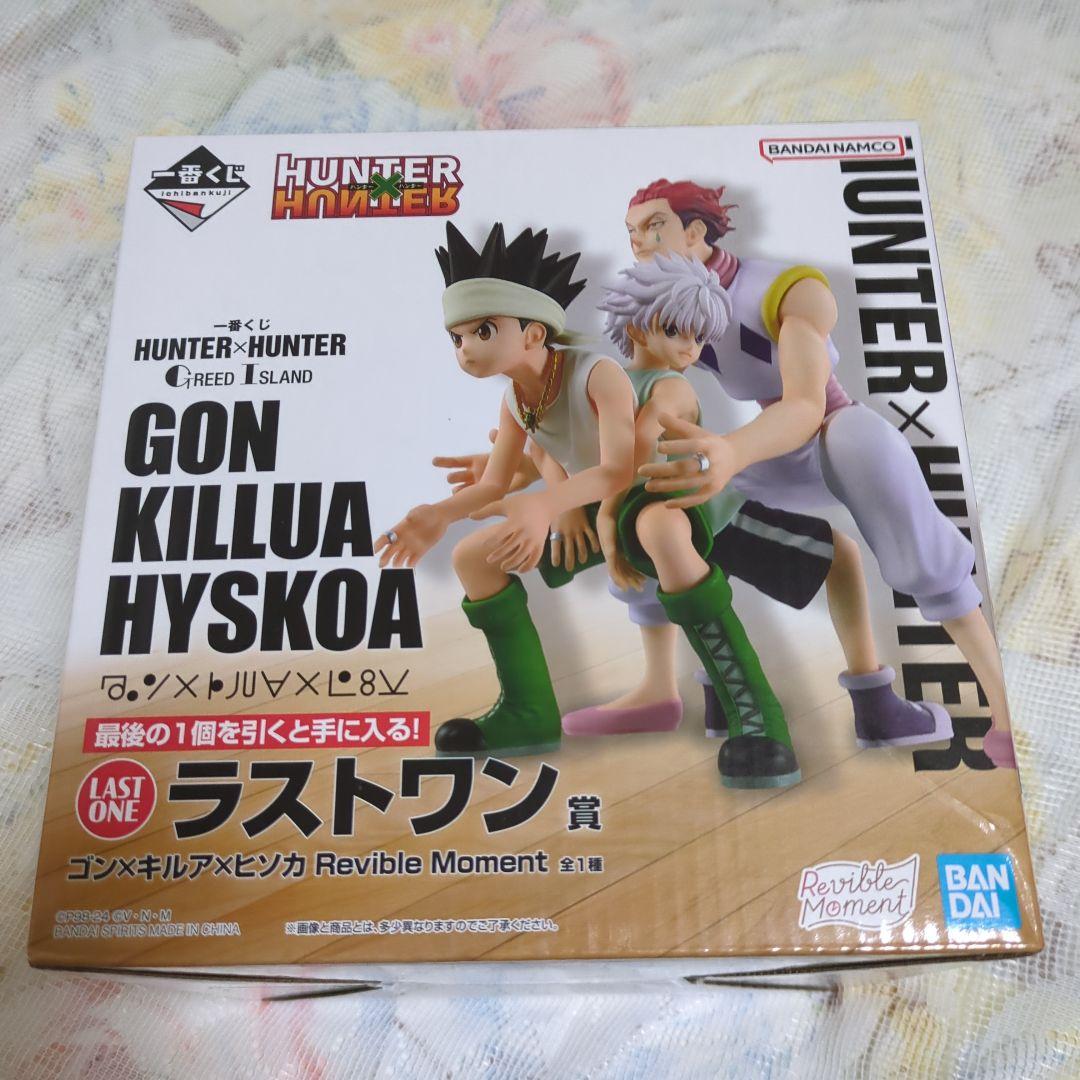 一番くじ
ichibankuji
HUNTER×HUNTER
ハンター ハンター
BANDAI NAMCO
一番くじ
HUNTER×HUNTER
GREED ISLAND
GON
KILLUA
HYSKOA
HUNTER×HUNTER
最後の1個を引くと手に入る!
LAST ONE
ラストワン賞
ゴン×キルア×ヒソカ Revible Moment 全1種
©P98-24 ©V・N・M
BANDAI SPIRITS MADE IN CHINA
※画像と商品とは、多少異なりますのでご了承ください。
Revible Moment
BANDAI